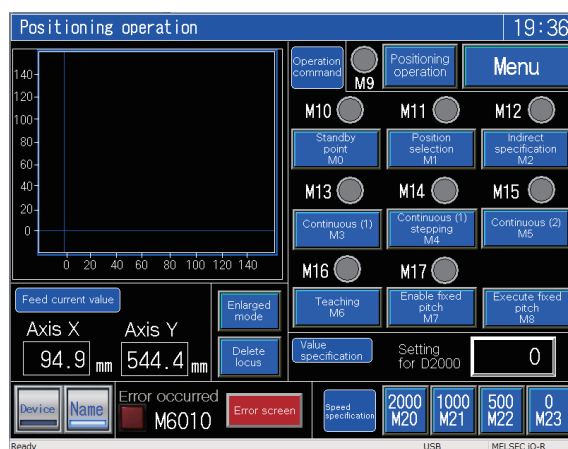 Positioning operation
19:36
Operation
command
M9
Positioning
operation
Menu
140
120
100
80
60
40
20
0
0 20 40 60 80 100 120 140
M10
M11
M12
Standby
point
M0
Position
selection
M1
Indirect
specification
M2
M13
M14
M15
Continuous (1)
M3
Continuous (1)
stepping
M4
Continuous (2)
M5
M16
M17
Teaching
M6
Enable fixed
pitch
M7
Execute fixed
pitch
M8
Feed current value
Axis X
Axis Y
94.9 mm
544.4 mm
Enlarged
mode
Delete
locus
Value
specification
Setting
for D2000
0
Device
Name
Error occurred
M6010
Error screen
Speed
specification
2000
M20
1000
M21
500
M22
0
M23
Ready
USB
MELSEC iQ-R